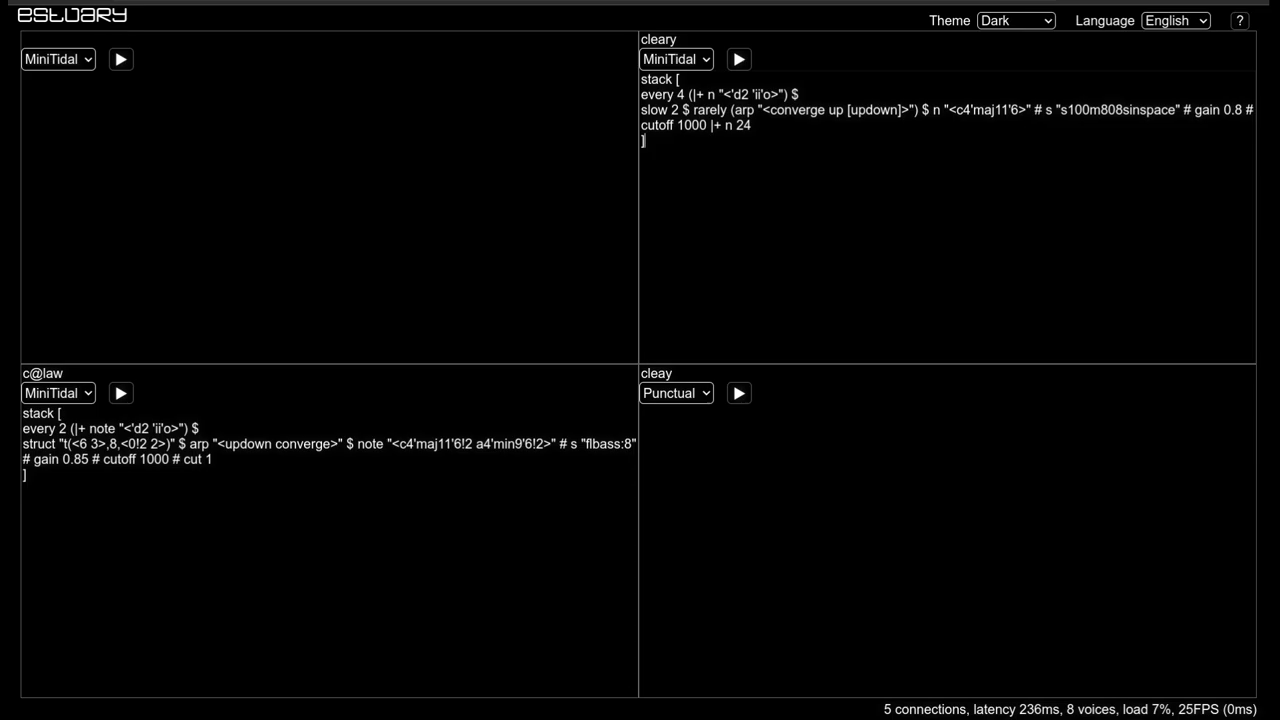 estuary
Theme Dark Language English ?
MiniTidal
cleary
MiniTidal
stack [
every 4 (|+ n "<'d2 'ii'o>") $
slow 2 $ rarely (arp "<converge up [updown]>") $ n "<c4'maj11'6>" # s "s100m808sinspace" # gain 0.8 #
cutoff 1000 |+ n 24
]
c@law
MiniTidal
stack [
every 2 (|+ note "<'d2 'ii'o>") $
struct "t(<6 3>,8,<0!2 2>)" $ arp "<updown converge>" $ note "<c4'maj11'6!2 a4'min9'6!2>" # s "flbass:8"
# gain 0.85 # cutoff 1000 # cut 1
]
cleay
Punctual
5 connections, latency 236ms, 8 voices, load 7%, 25FPS (0ms)